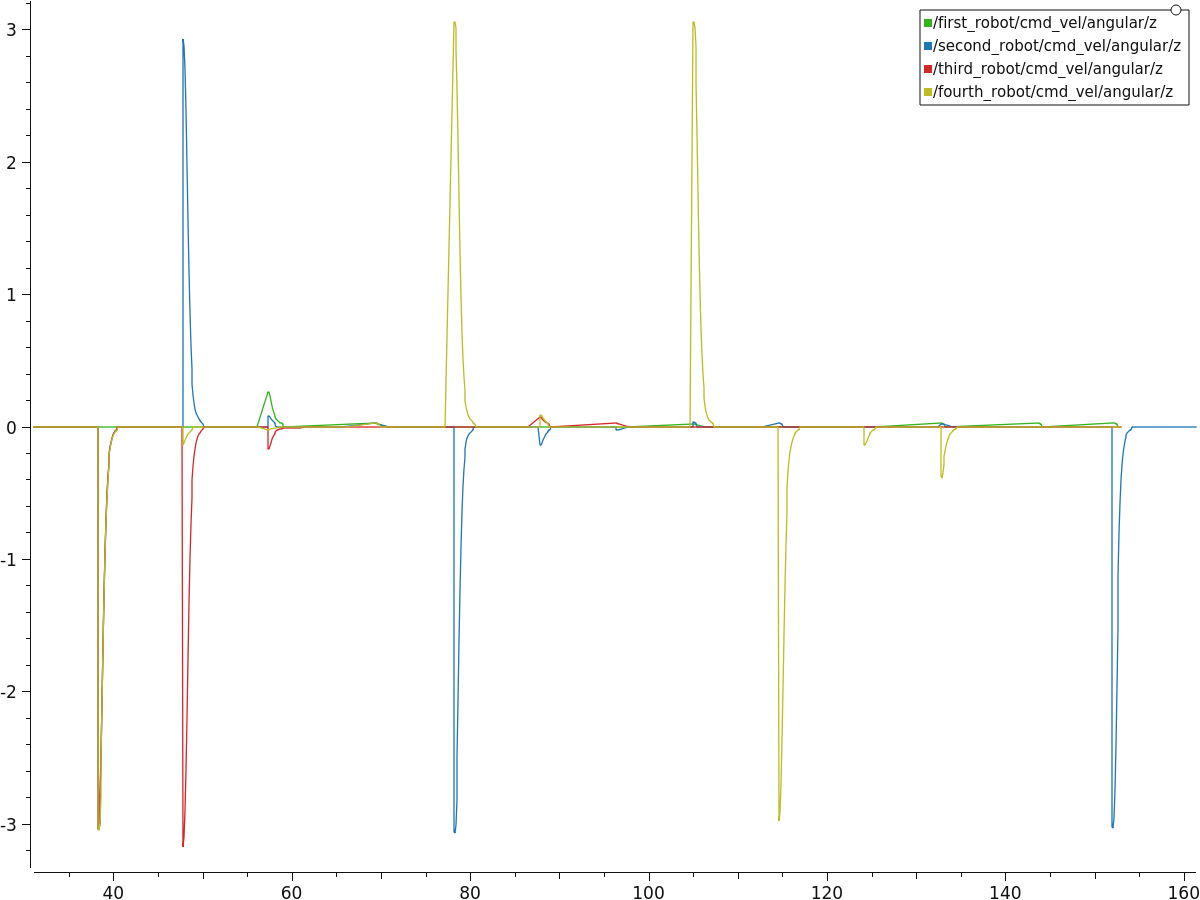 /first_robot/cmd_vel/angular/z
/second_robot/cmd_vel/angular/z
/third_robot/cmd_vel/angular/z
/fourth_robot/cmd_vel/angular/z
3
2
1
0
-1
-2
-3
40 60 80 100 120 140 160